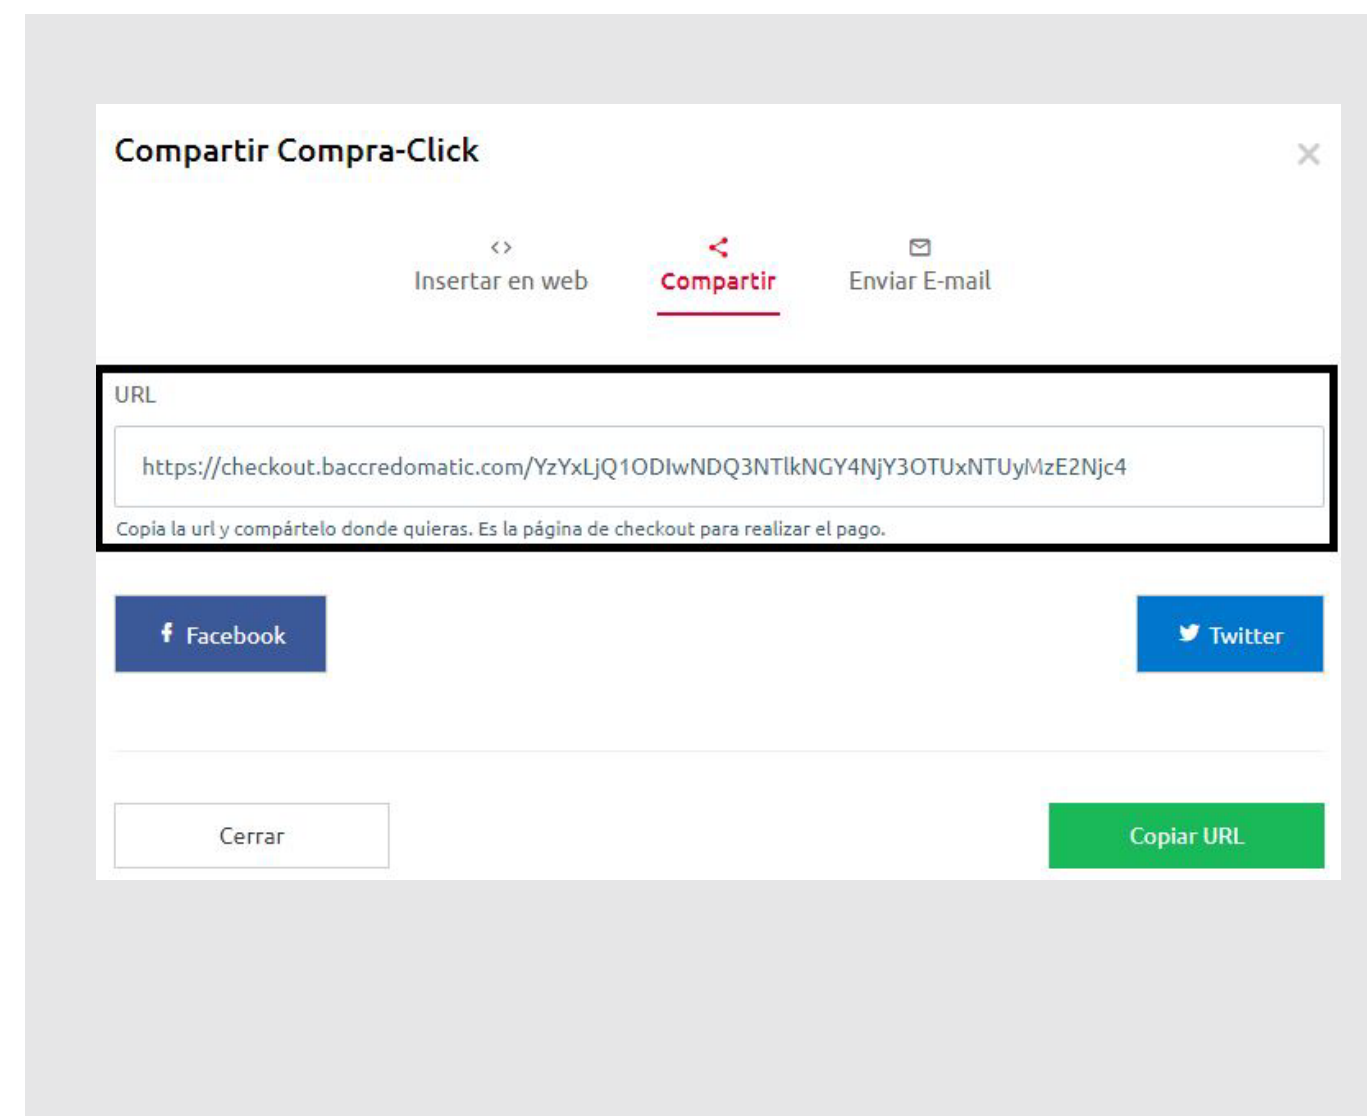 Compartir Compra-Click
Insertar en web
Compartir
Enviar E-mail
URL
https://checkout.baccredomatic.com/YzYxLjQ1ODIwNDQ3NTlkNGY4NjY3OTUxNTUyMzE2Njc4
Copia la url y compártelo donde quieras. Es la página de checkout para realizar el pago.
Facebook
Twitter
Cerrar
Copiar URL